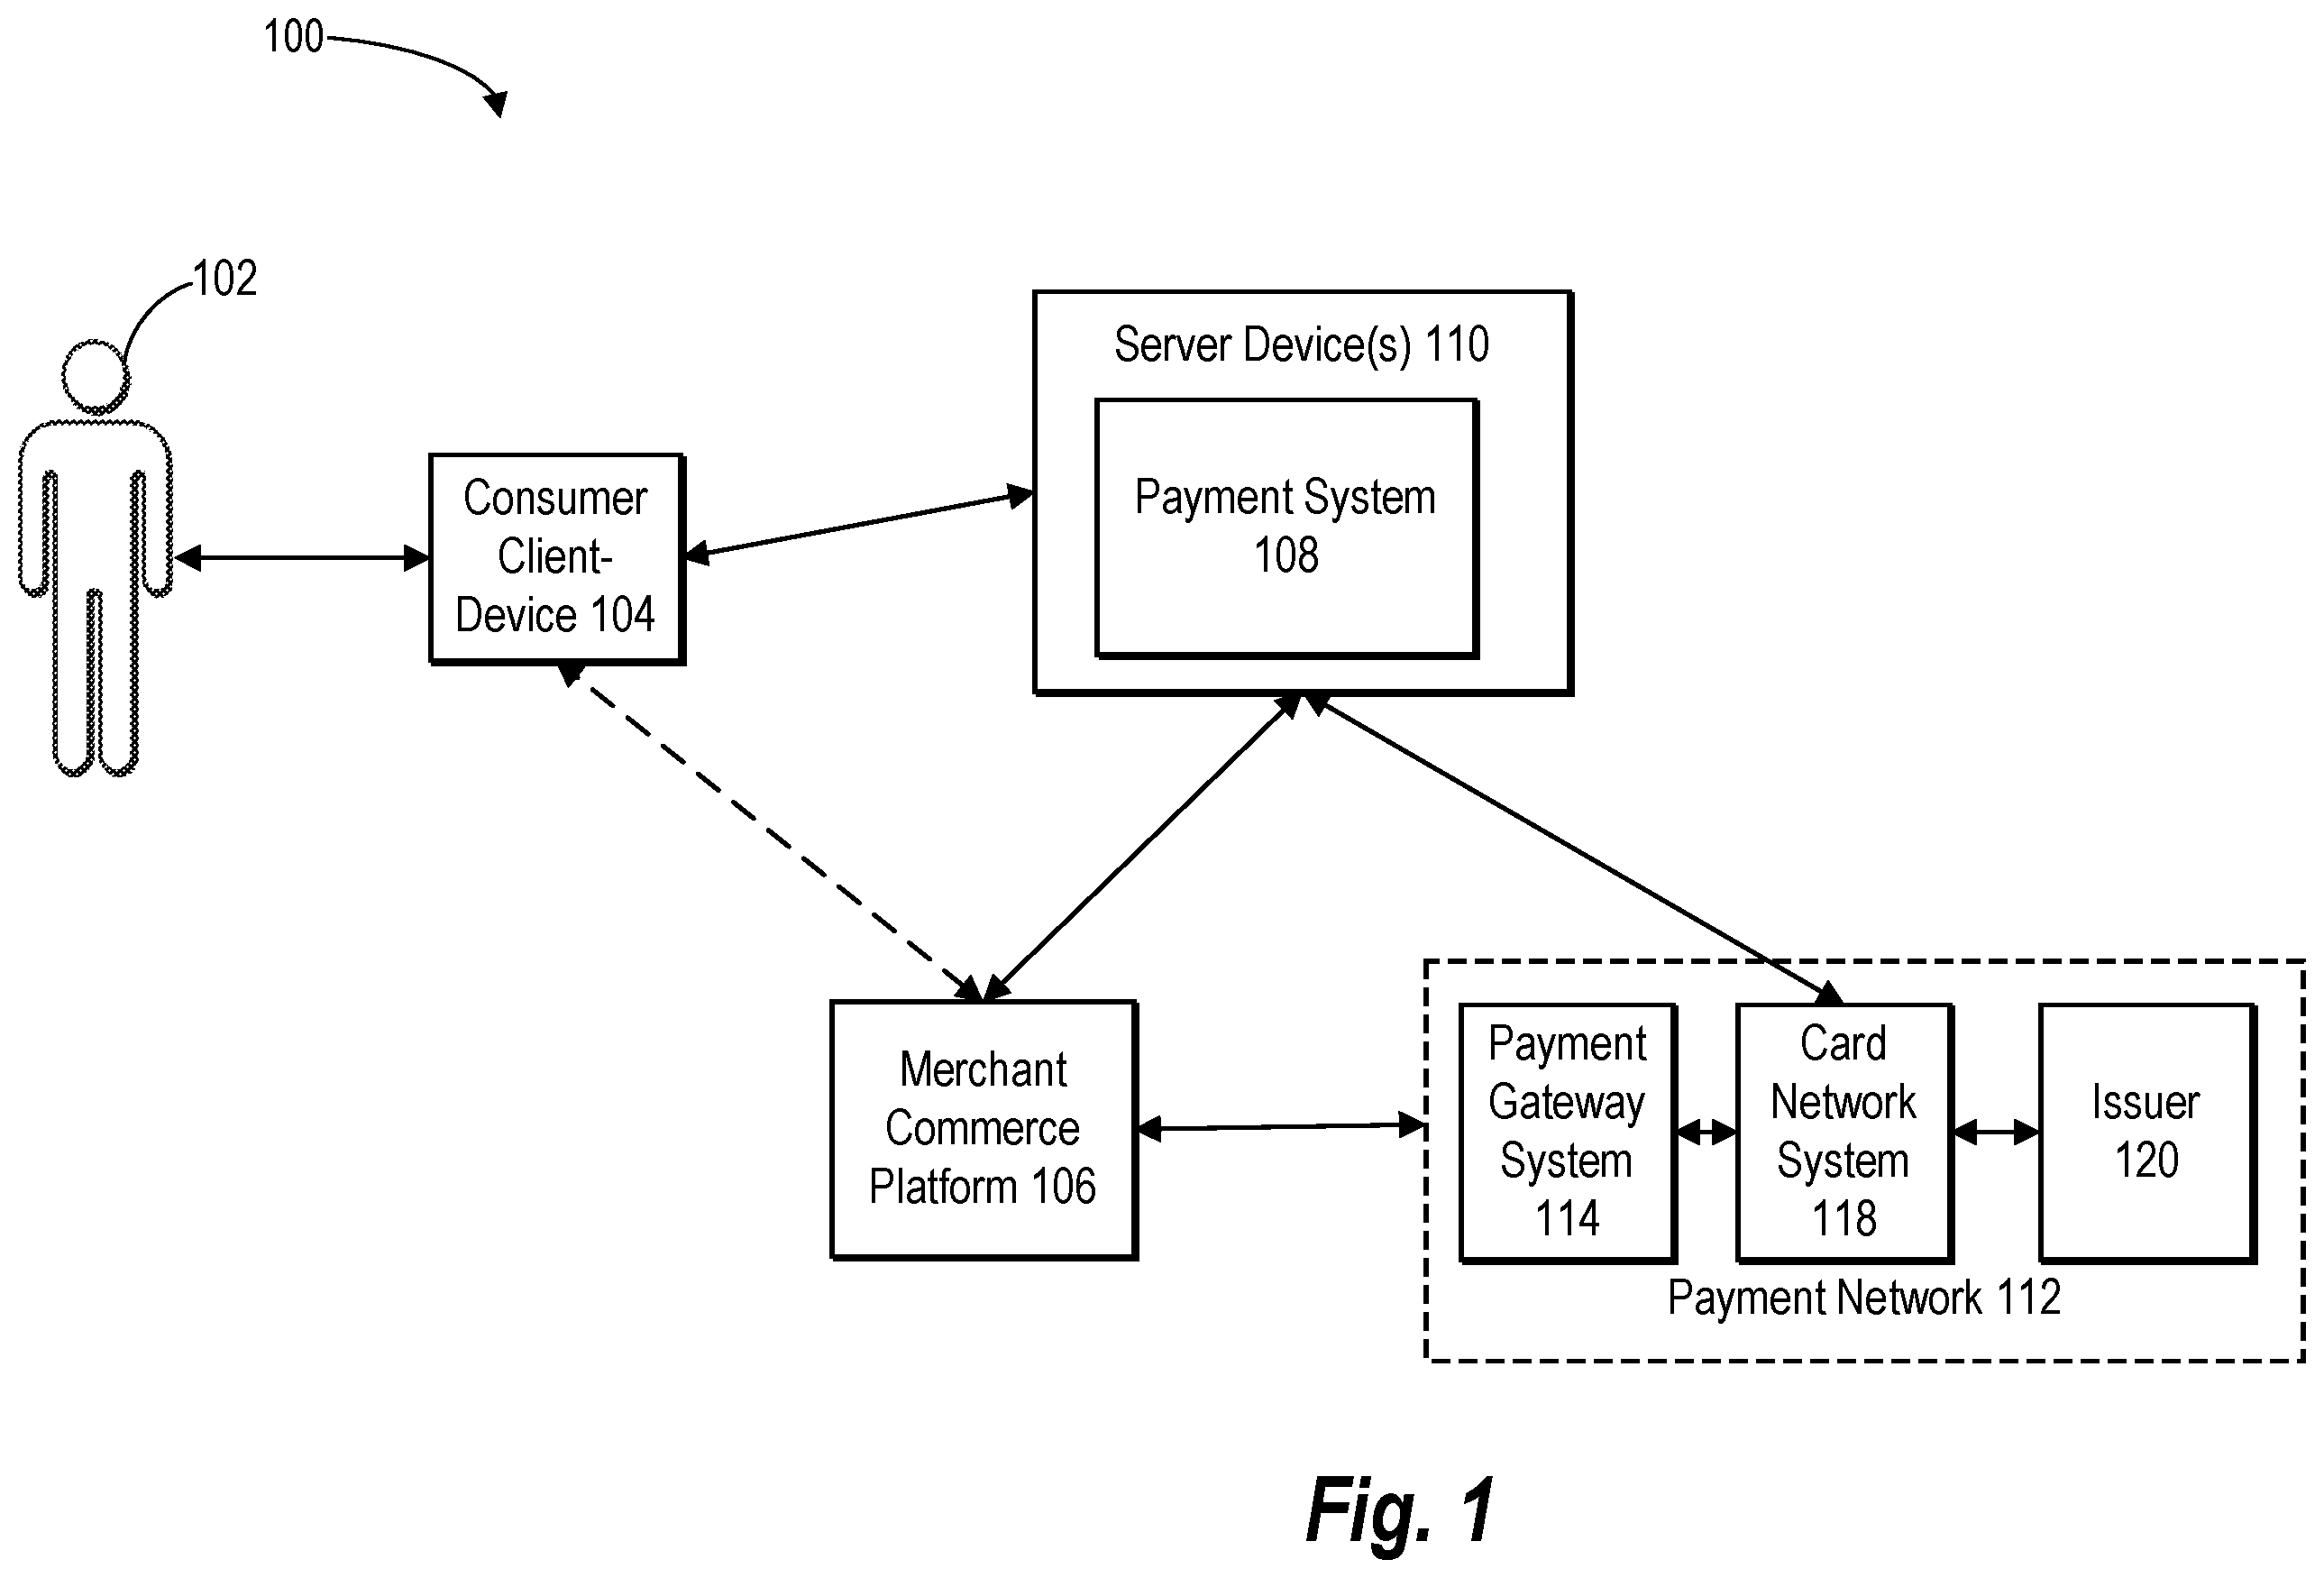 100
102
Server Device(s) 110
Payment System
108
Consumer
Client-
Device 104
Merchant
Commerce
Platform 106
Payment
Gateway
System
114
Card
Network
System
118
Issuer
120
Payment Network 112
Fig. 1